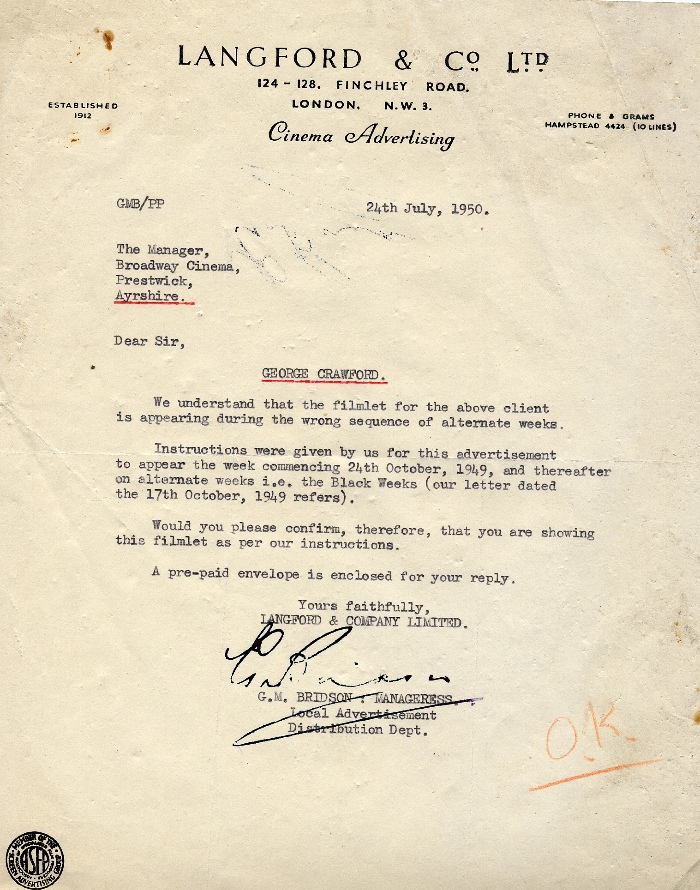 LANGFORD & Co LTD
124 - 128, FINCHLEY ROAD,
LONDON. N.W. 3.
ESTABLISHED
1912
PHONE & GRAMS
HAMPSTEAD 4424 (10 LINES)
Cinema Advertising
GMB/PP
24th July, 1950.
The Manager,
Broadway Cinema,
Prestwick,
Ayrshire.
Dear Sir,
GEORGE CRAWFORD.
We understand that the filmlet for the above client
is appearing during the wrong sequence of alternate weeks.
Instructions were given by us for this advertisement
to appear the week commencing 24th October, 1949, and thereafter
on alternate weeks i.e. the Black Weeks (our letter dated
the 17th October, 1949 refers).
Would you please confirm, therefore, that you are showing
this filmlet as per our instructions.
A pre-paid envelope is enclosed for your reply.
Yours faithfully,
LANGFORD & COMPANY LIMITED.
G.M. BRIDSON : MANAGERESS.
Local Advertisement
Distribution Dept.
O.K.
MEMBER OF THE
ASFP